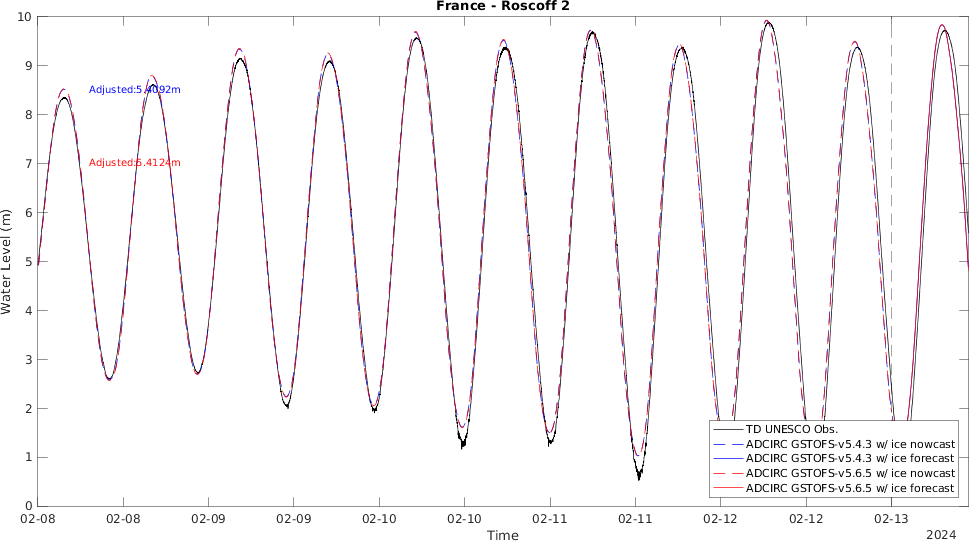 France - Roscoff 2
10
9
8
7
6
5
4
3
2
1
0
Water Level (m)
Adjusted:5.4092m
Adjusted:5.4124m
TD UNESCO Obs.
ADCIRC GSTOFS-v5.4.3 w/ ice nowcast
ADCIRC GSTOFS-v5.4.3 w/ ice forecast
ADCIRC GSTOFS-v5.6.5 w/ ice nowcast
ADCIRC GSTOFS-v5.6.5 w/ ice forecast
02-08 02-08 02-09 02-09 02-10 02-10 02-11 02-11 02-12 02-12 02-13
Time
2024